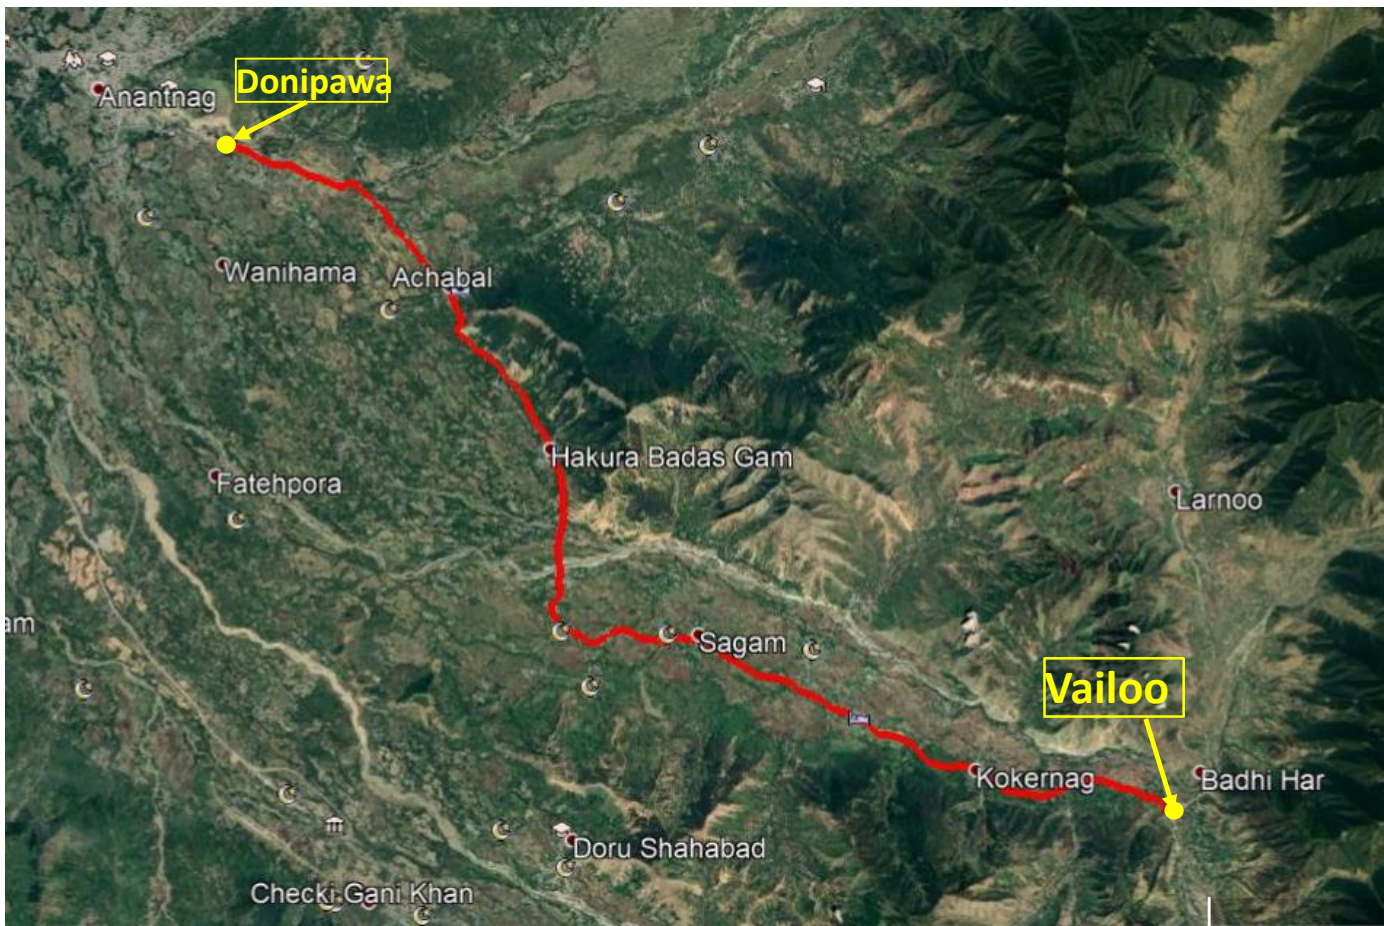 Donipawa
Anantnag
Wanihama
Achabal
Hakura Badas Gam
Fatehpora
Larnoo
am
Sagam
Vailoo
Kokernag
Badhi Har
Doru Shahabad
Checki Gani Khan